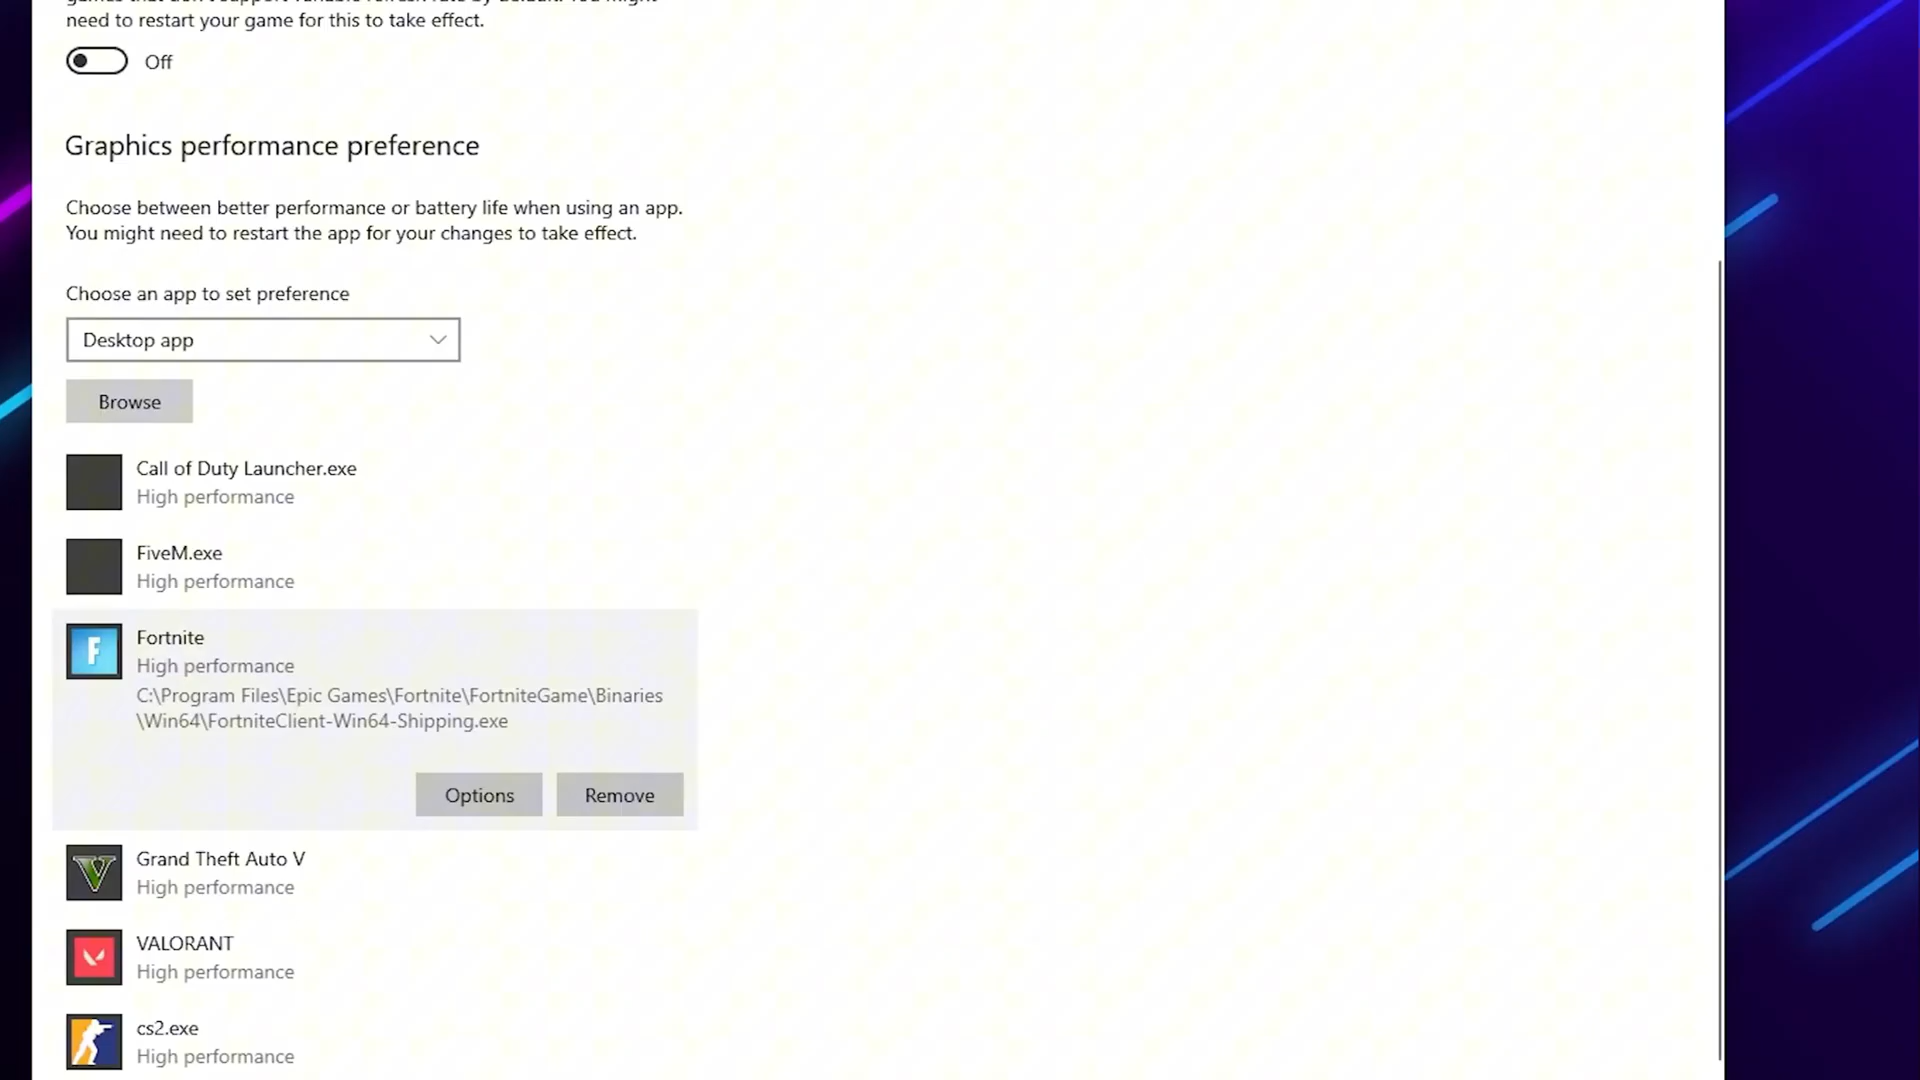 need to restart your game for this to take effect.
Off
Graphics performance preference
Choose between better performance or battery life when using an app.
You might need to restart the app for your changes to take effect.
Choose an app to set preference
Desktop app
Browse
Call of Duty Launcher.exe
High performance
FiveM.exe
High performance
F
Fortnite
High performance
C:\Program Files\Epic Games\Fortnite\FortniteGame\Binaries
\Win64\FortniteClient-Win64-Shipping.exe
Options
Remove
V
Grand Theft Auto V
High performance
VALORANT
High performance
cs2.exe
High performance